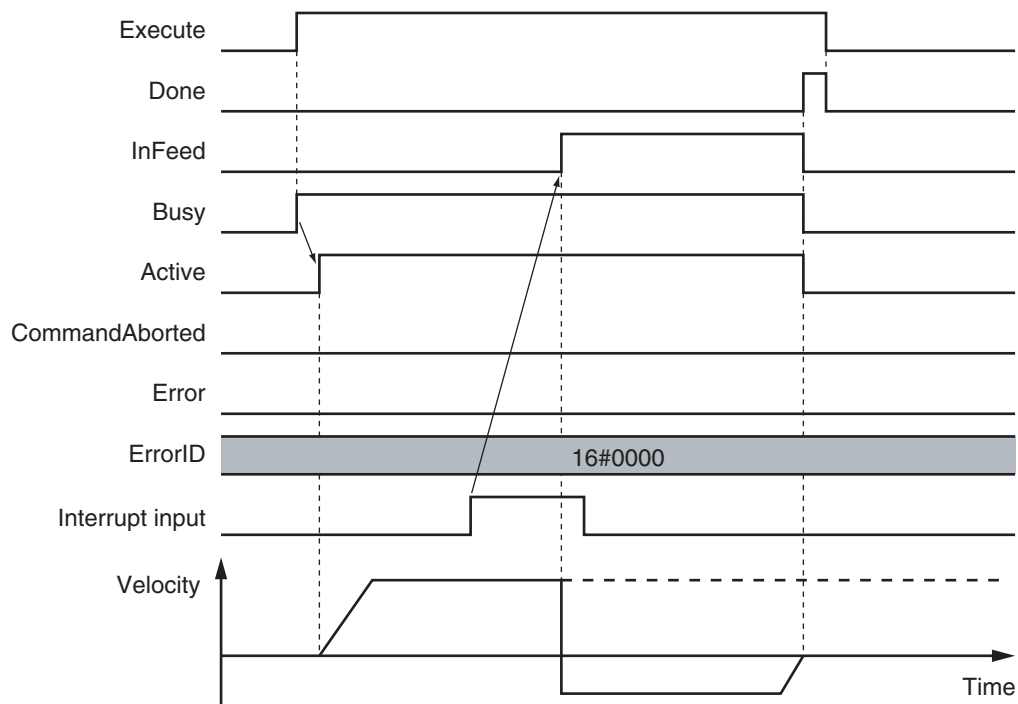 Execute
Done
InFeed
Busy
Active
CommandAborted
Error
ErrorID
16#0000
Interrupt input
Velocity
Time